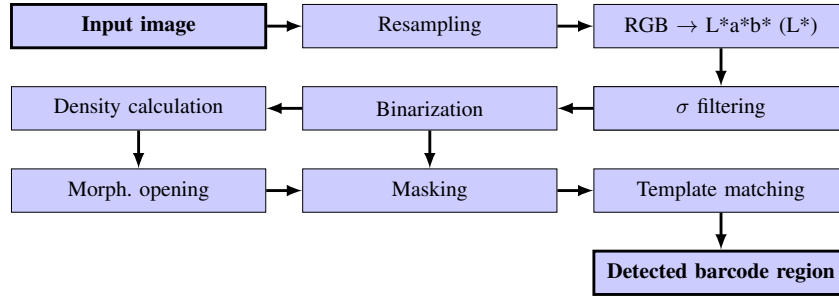 Input image
Resampling
RGB → L*a*b* (L*)
Density calculation
Binarization
σ filtering
Morph. opening
Masking
Template matching
Detected barcode region